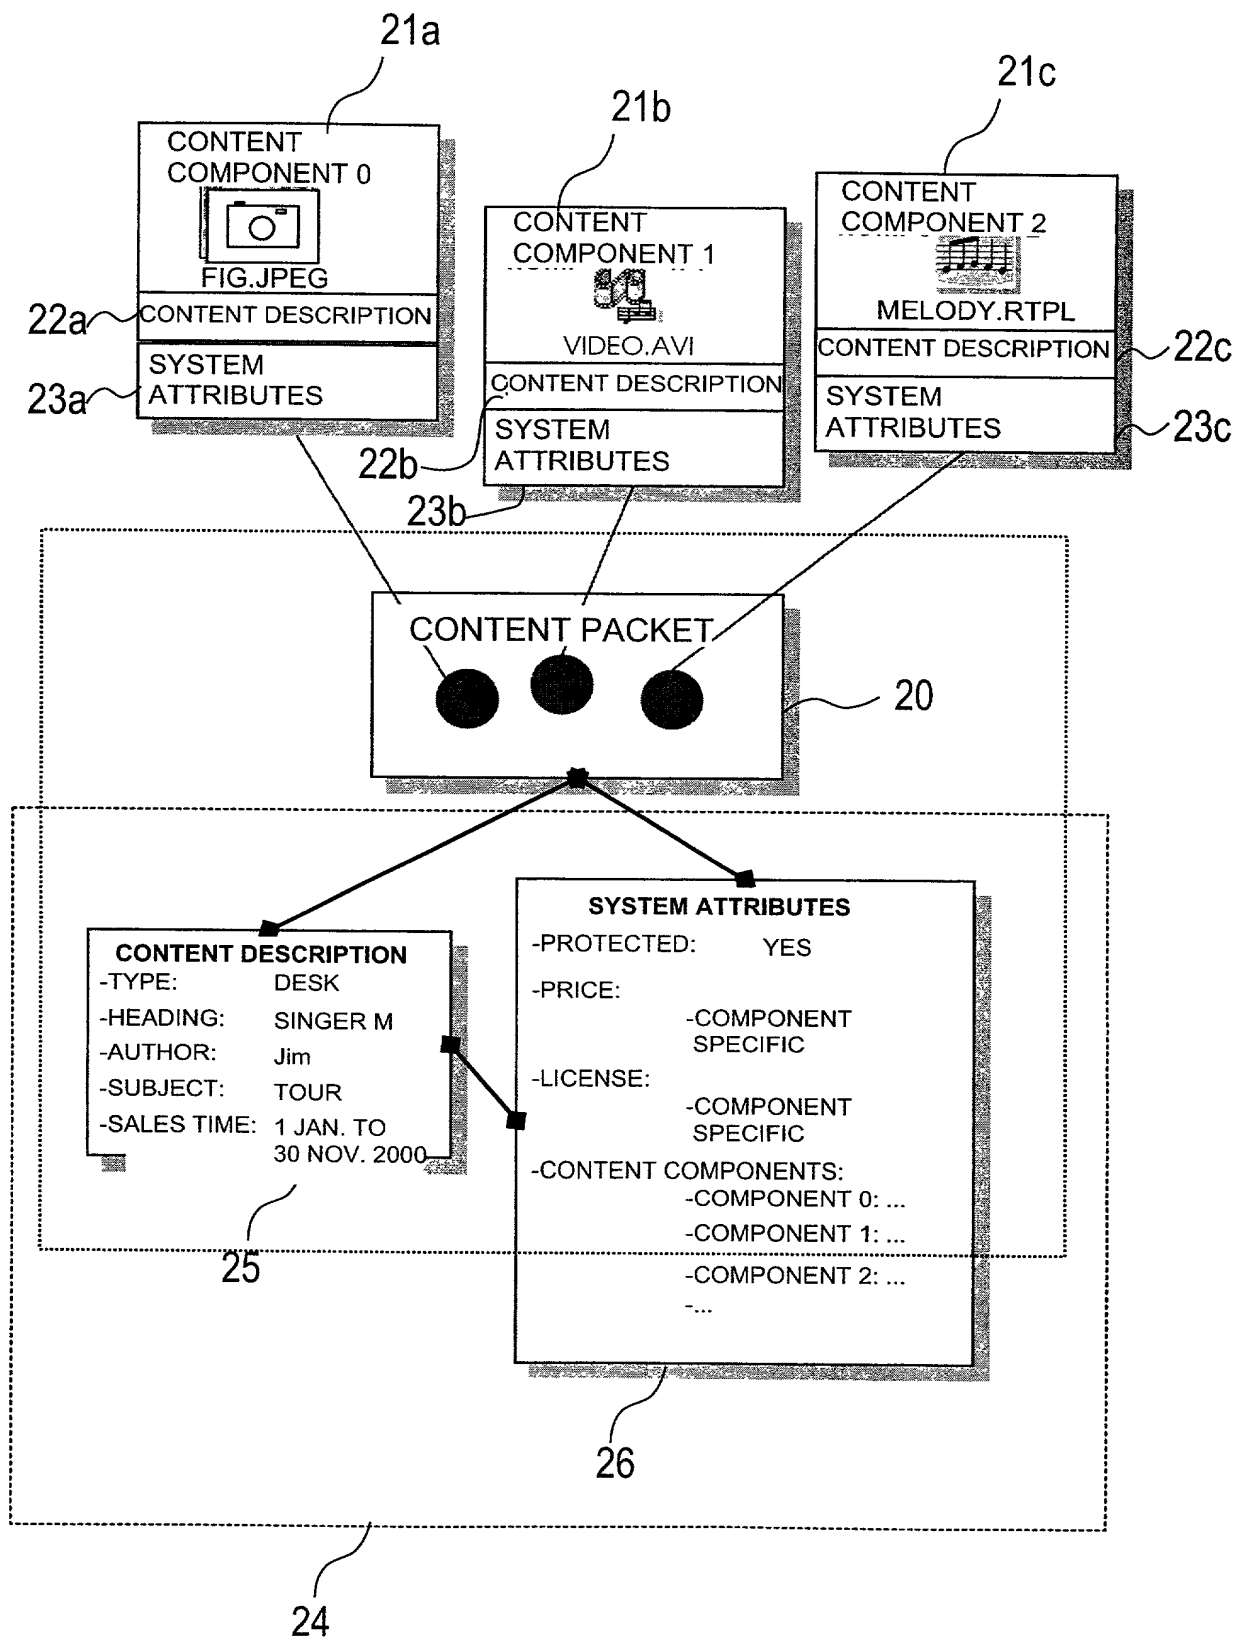 21a
21b
21c
CONTENT
COMPONENT 0
FIG.JPEG
CONTENT DESCRIPTION
SYSTEM
ATTRIBUTES
22a
23a
CONTENT
COMPONENT 1
VIDEO.AVI
CONTENT DESCRIPTION
SYSTEM
ATTRIBUTES
22b
23b
CONTENT
COMPONENT 2
MELODY.RTPL
CONTENT DESCRIPTION
SYSTEM
ATTRIBUTES
22c
23c
CONTENT PACKET
20
CONTENT DESCRIPTION
-TYPE: DESK
-HEADING: SINGER M
-AUTHOR: Jim
-SUBJECT: TOUR
-SALES TIME: 1 JAN. TO
30 NOV. 2000
25
SYSTEM ATTRIBUTES
-PROTECTED: YES
-PRICE:
-COMPONENT
SPECIFIC
-LICENSE:
-COMPONENT
SPECIFIC
-CONTENT COMPONENTS:
-COMPONENT 0: ...
-COMPONENT 1: ...
-COMPONENT 2: ...
-...
26
24